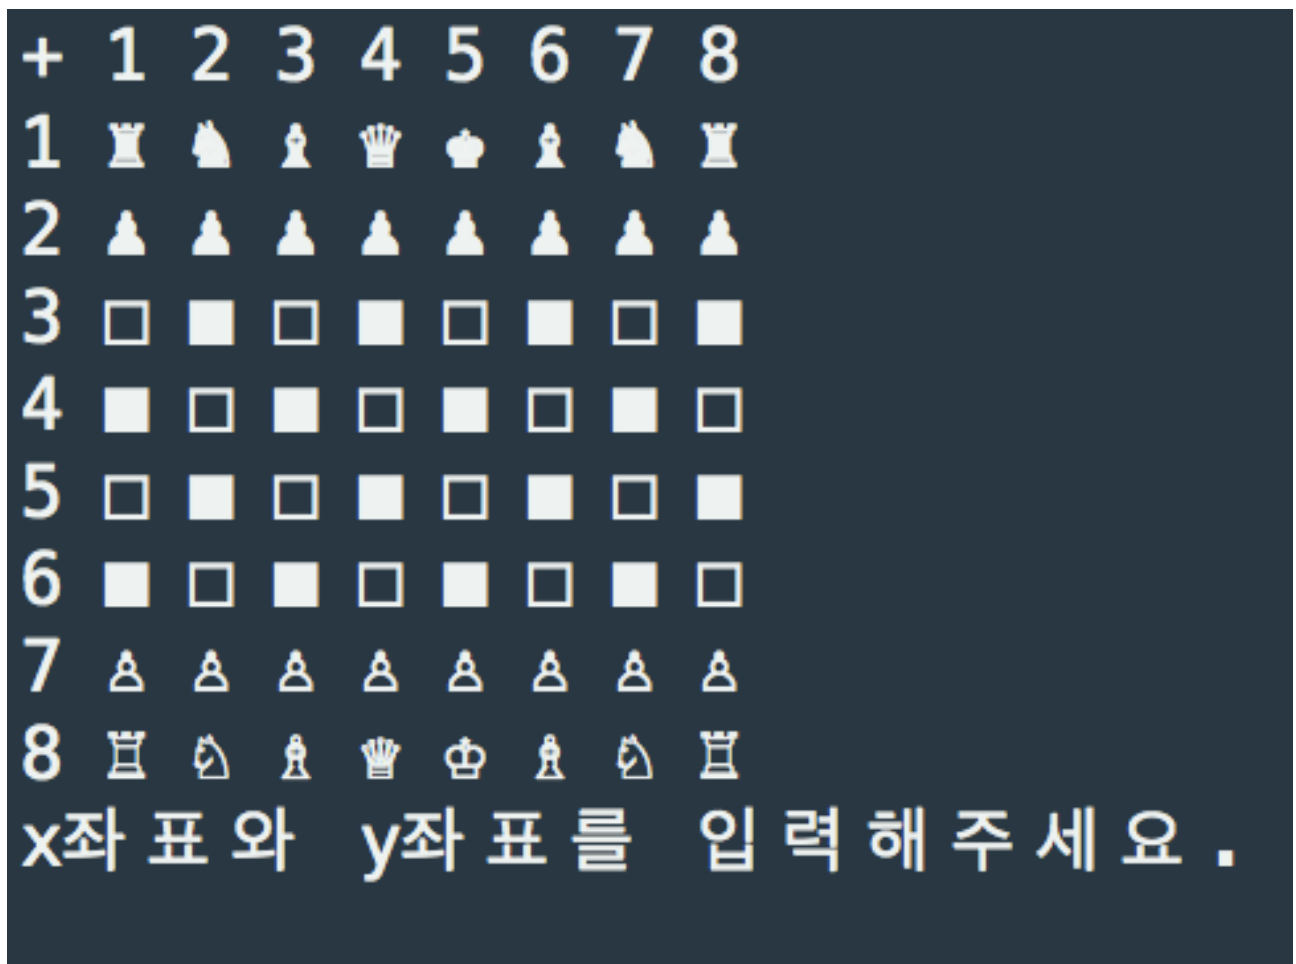 + 1 2 3 4 5 6 7 8
1 ♜ ♞ ♝ ♛ ♚ ♝ ♞ ♜
2 ♟ ♟ ♟ ♟ ♟ ♟ ♟ ♟
3 □ ■ □ ■ □ ■ □ ■
4 ■ □ ■ □ ■ □ ■ □
5 □ ■ □ ■ □ ■ □ ■
6 ■ □ ■ □ ■ □ ■ □
7 ♙ ♙ ♙ ♙ ♙ ♙ ♙ ♙
8 ♖ ♘ ♗ ♕ ♔ ♗ ♘ ♖
x좌표와 y좌표를 입력해주세요.